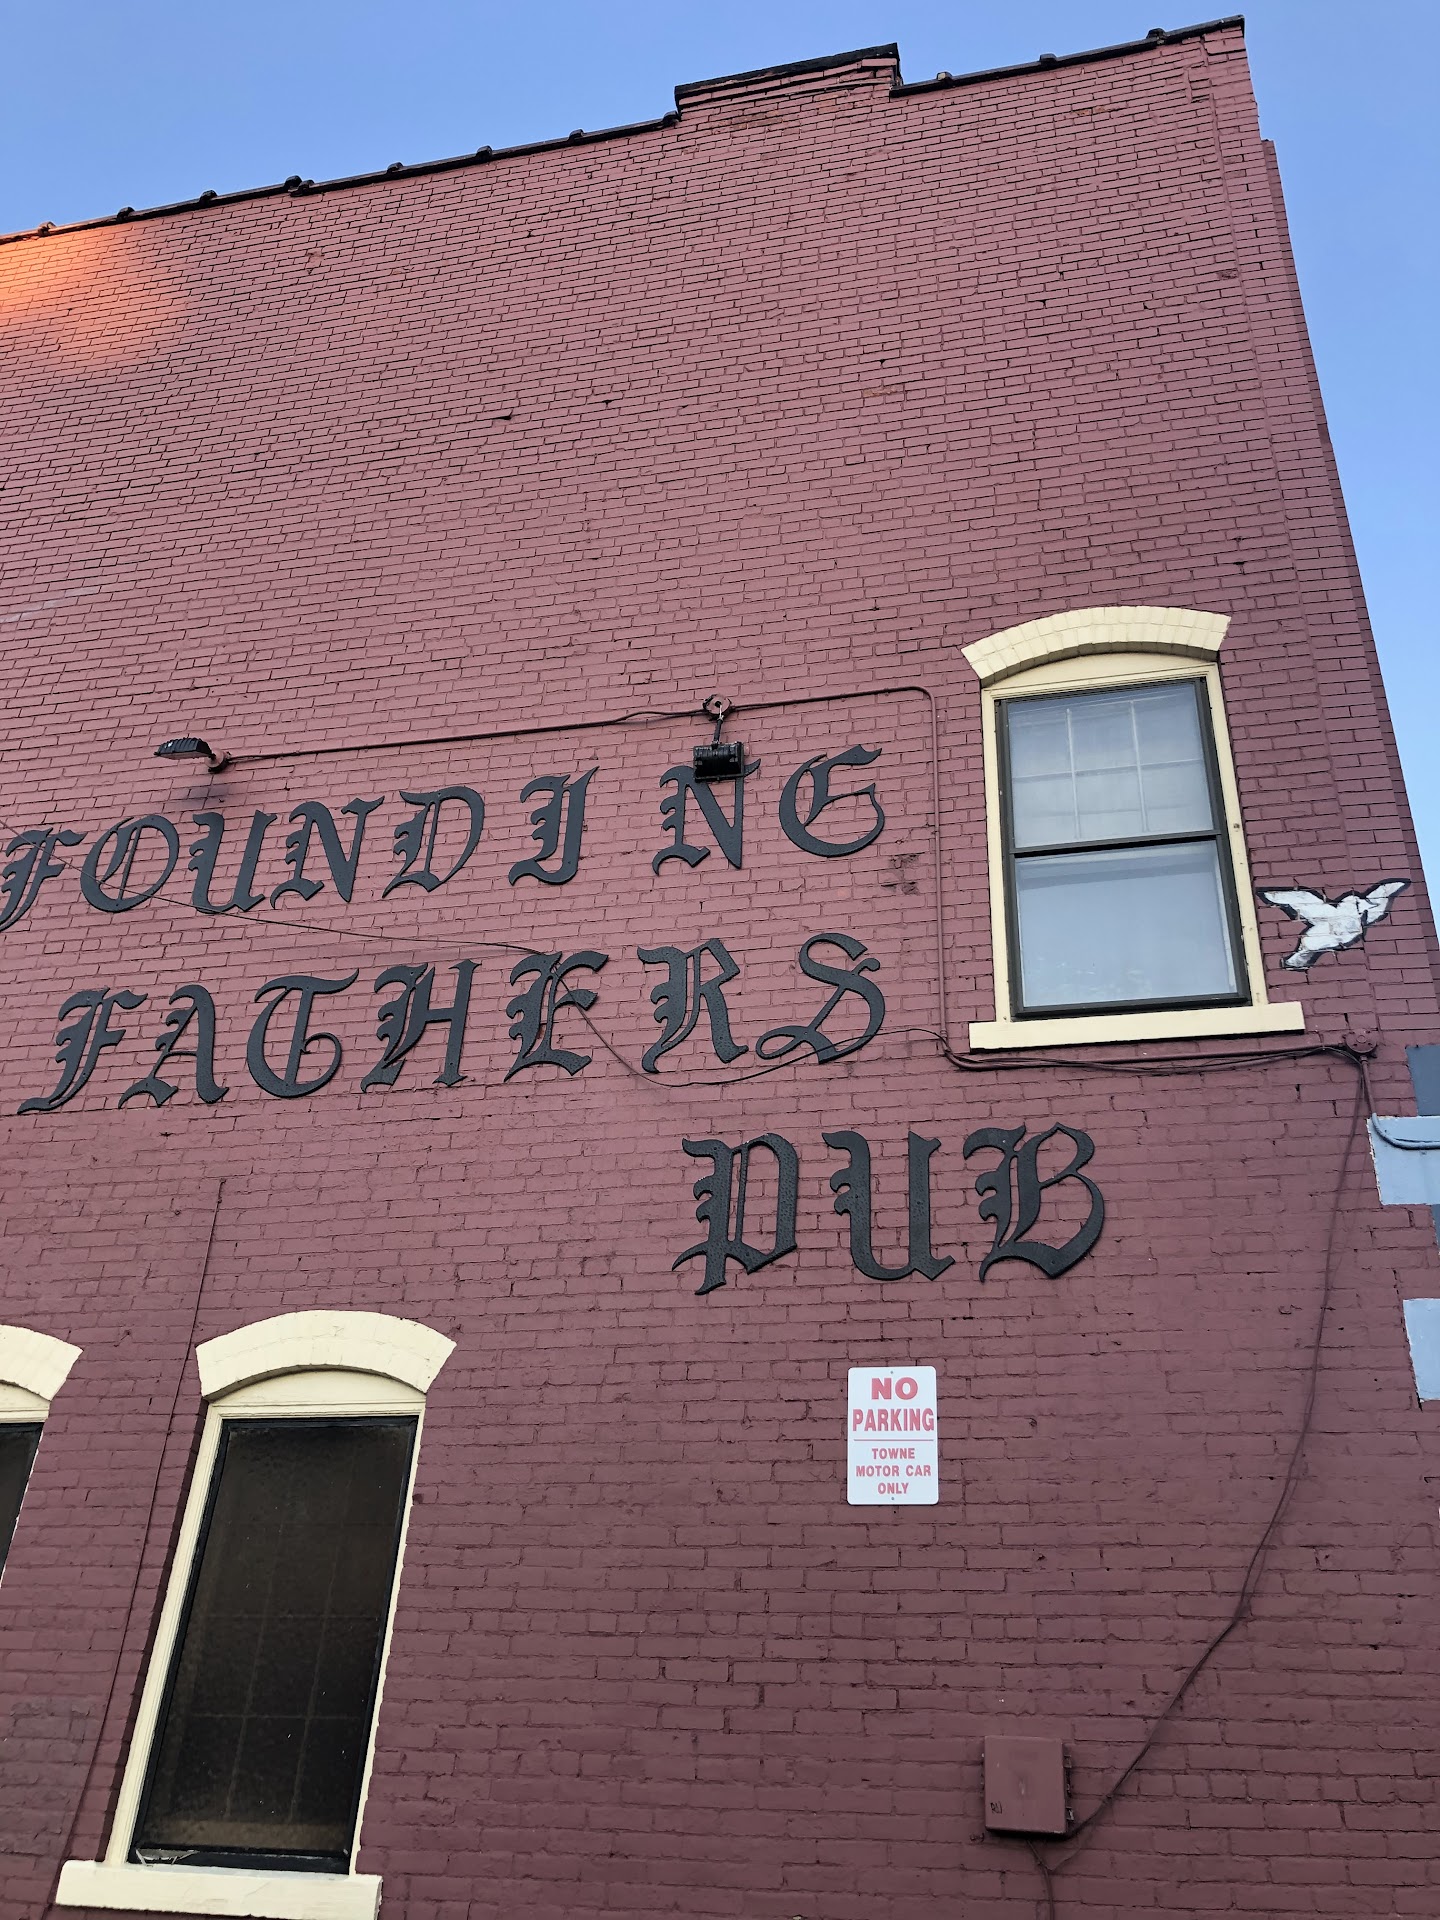 FOUNDING
FATHERS
PUB
NO
PARKING
TOWNE
MOTOR CAR
ONLY